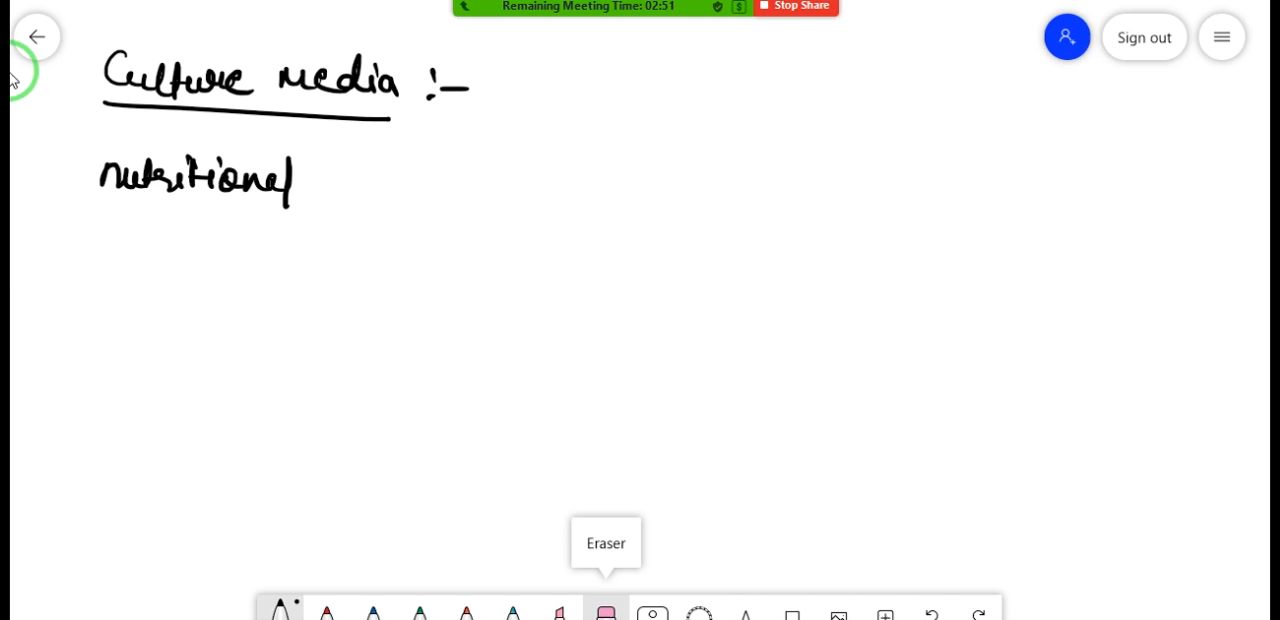 Remaining Meeting Time: 02:51 Stop Share
Sign out
Culture media :-
nutritional
Eraser